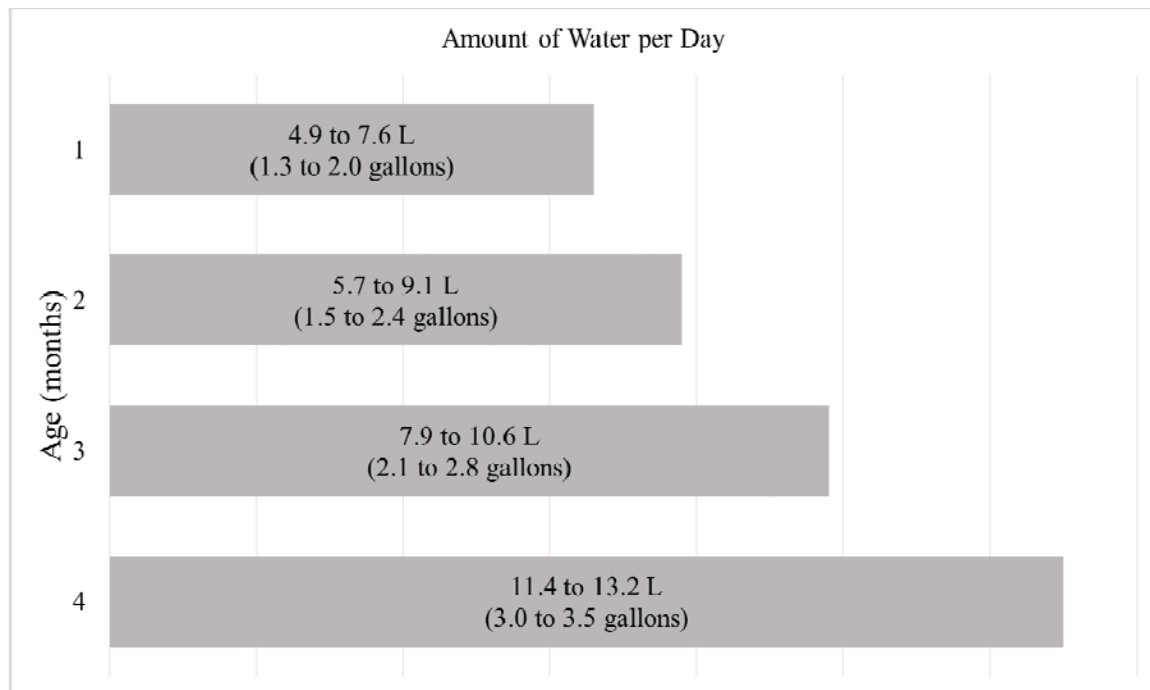 Amount of Water per Day
Age (months)
1
4.9 to 7.6 L
(1.3 to 2.0 gallons)
2
5.7 to 9.1 L
(1.5 to 2.4 gallons)
3
7.9 to 10.6 L
(2.1 to 2.8 gallons)
4
11.4 to 13.2 L
(3.0 to 3.5 gallons)